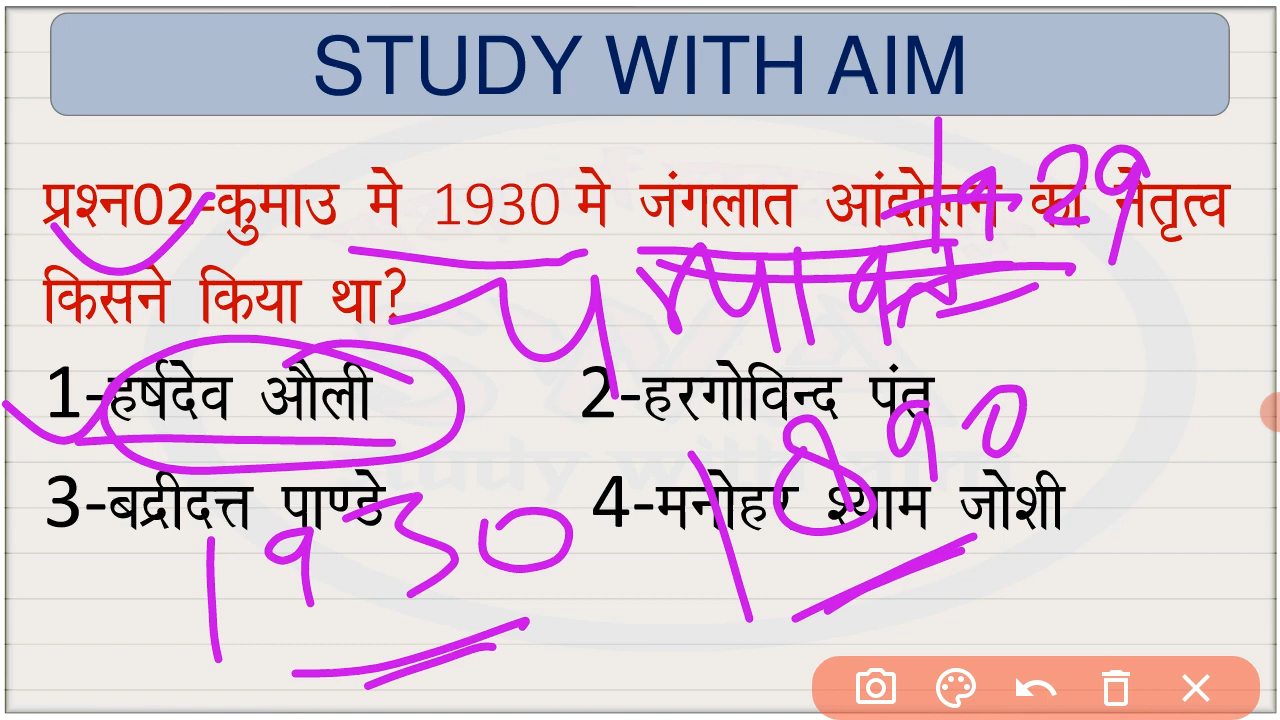 STUDY WITH AIM
प्रश्न02-कुमाउ मे 1930 मे जंगलात आंदोलन का नेतृत्व
किसने किया था?
1929
1-हर्षदेव औली 2-हरगोविन्द पंत
1890
3-बद्रीदत्त पाण्डे 4-मनोहर श्याम जोशी
1930